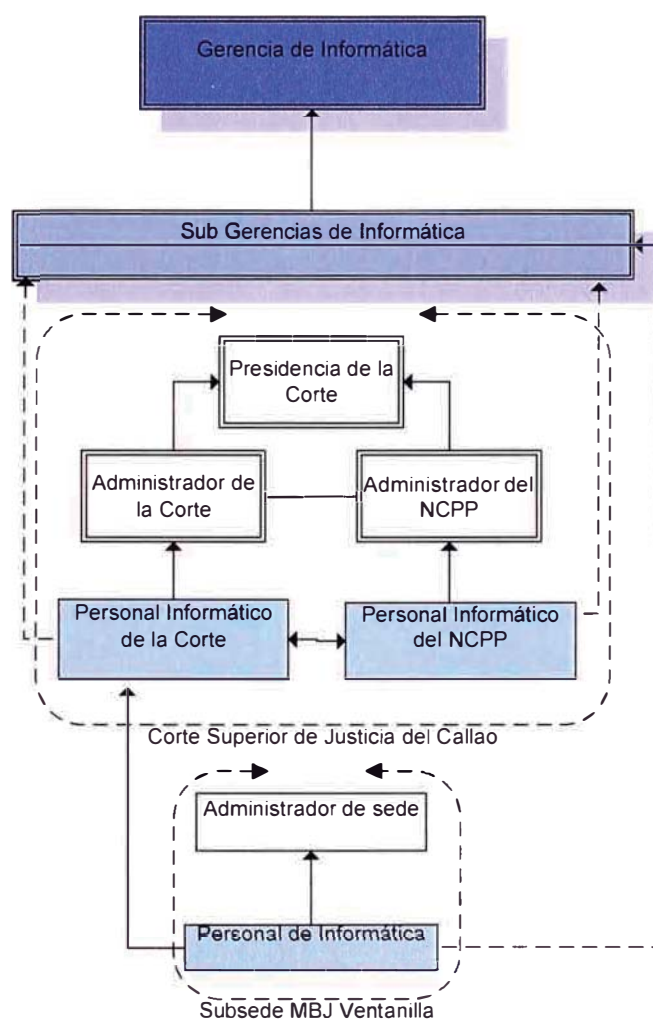 Gerencia de Informática
Sub Gerencias de Informática
Presidencia de la
Corte
Administrador de
la Corte
Administrador del
NCPP
Personal Informático
de la Corte
Personal Informático
del NCPP
Corte Superior de Justicia del Callao
Administrador de sede
Personal de Informática
Subsede MBJ Ventanilla